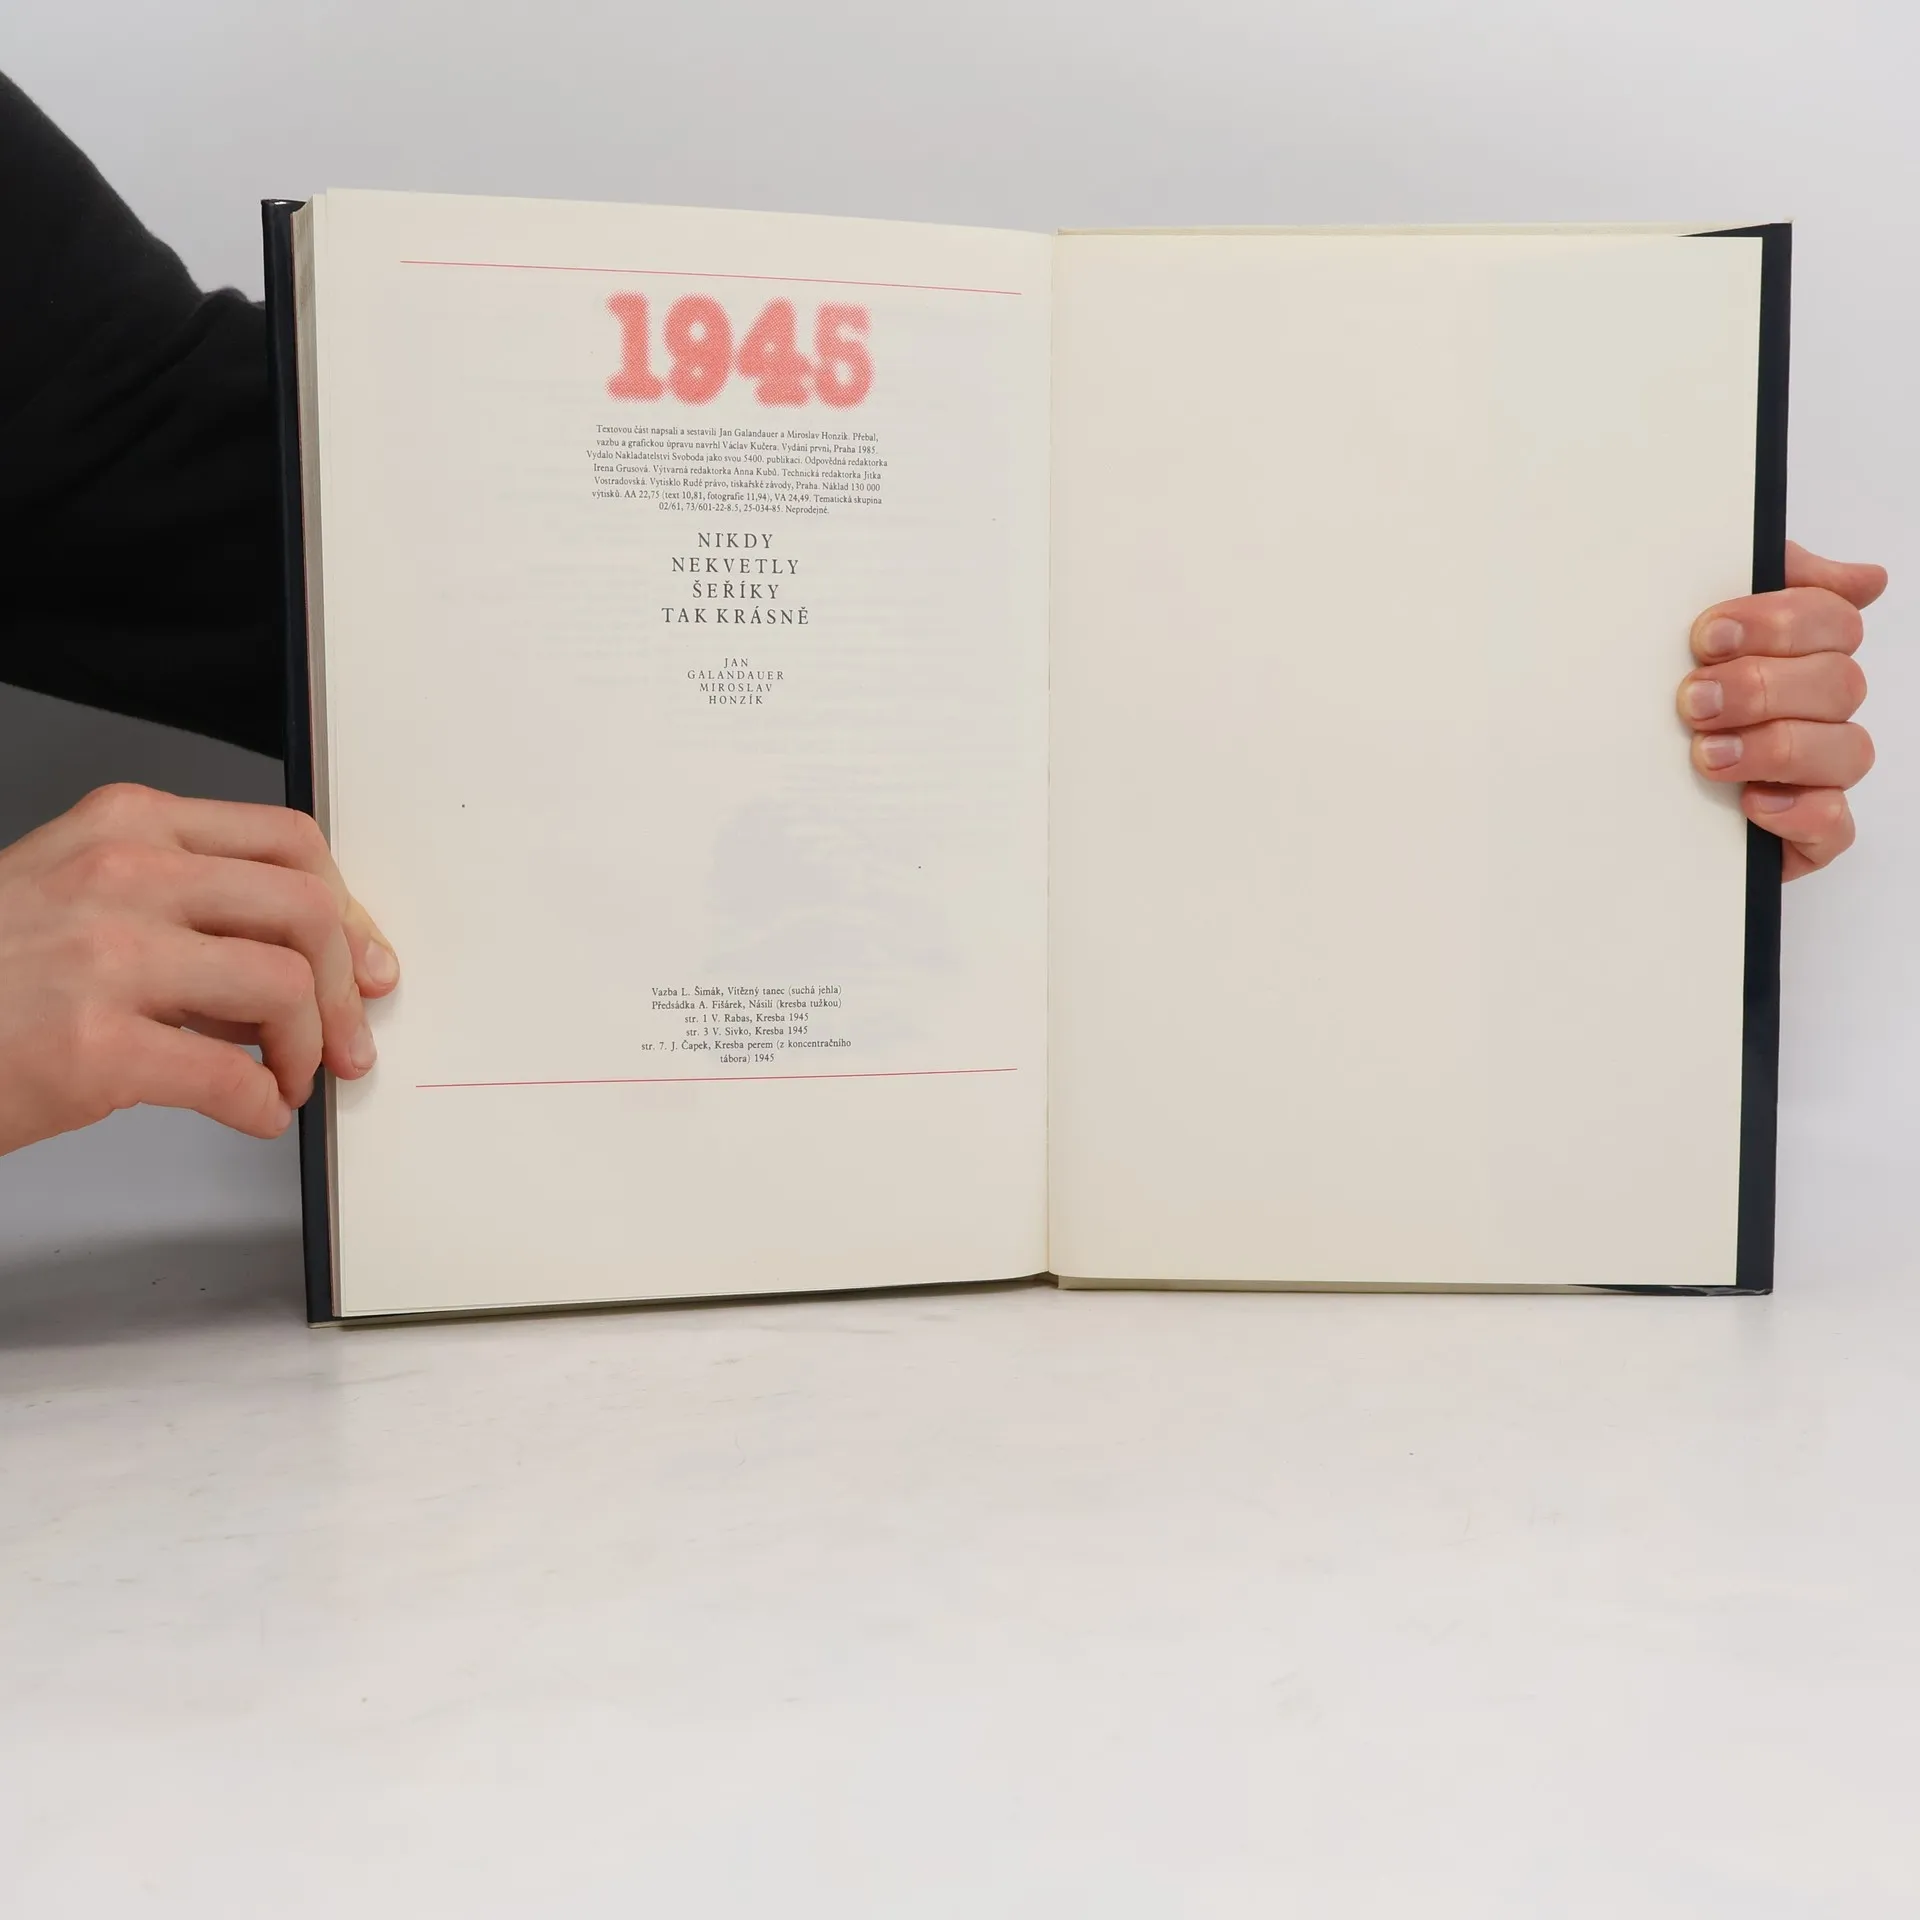 1945
Textovou část napsali a sestavili Jan Galandauer a Miroslav Honzík. Přebal,
vazbu a grafickou úpravu navrhl Václav Kučera. Vydání první, Praha 1985.
Vydalo Nakladatelství Svoboda jako svou 5400. publikaci. Odpovědná redaktorka
Irena Grusová. Výtvarná redaktorka Anna Kubů. Technická redaktorka Jitka
Vostradovská. Vytisklo Rudé právo, tiskařské závody, Praha. Náklad 130 000
výtisků. AA 22,75 (text 10,81, fotografie 11,94), VA 24,49. Tematická skupina
02/61, 73/601-22-8.5, 25-034-85. Neprodejné.
NIKDY
NEKVETLY
ŠEŘÍKY
TAK KRÁSNĚ
JAN
GALANDAUER
MIROSLAV
HONZÍK
Vazba L. Šimák, Vítězný tanec (suchá jehla)
Předsádka A. Fišárek, Násilí (kresba tužkou)
str. 1 V. Rabas, Kresba 1945
str. 3 V. Sivko, Kresba 1945
str. 7. J. Čapek, Kresba perem (z koncentračního
tábora) 1945